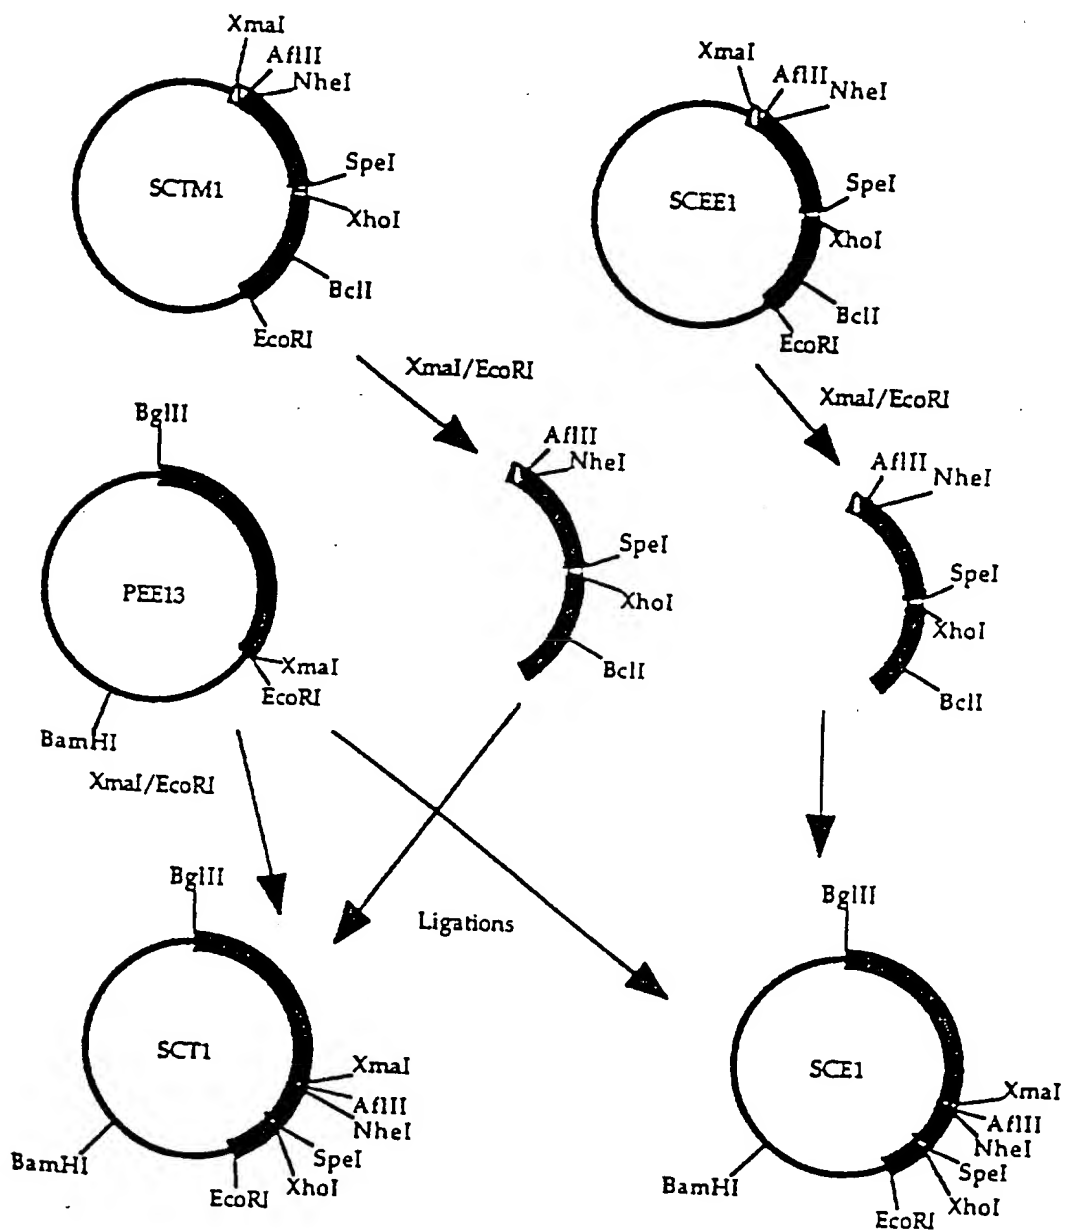 XmaI
AflII
NheI
SCTM1
SpeI
XhoI
BclI
EcoRI
XmaI
AflII
NheI
SCEE1
SpeI
XhoI
BclI
EcoRI
XmaI/EcoRI
XmaI/EcoRI
BglII
PEE13
XmaI
EcoRI
BamHI
AflII
NheI
SpeI
XhoI
BclI
AflII
NheI
SpeI
XhoI
BclI
XmaI/EcoRI
Ligations
BglII
SCT1
XmaI
AflII
NheI
SpeI
XhoI
EcoRI
BamHI
BglII
SCE1
XmaI
AflII
NheI
SpeI
XhoI
EcoRI
BamHI